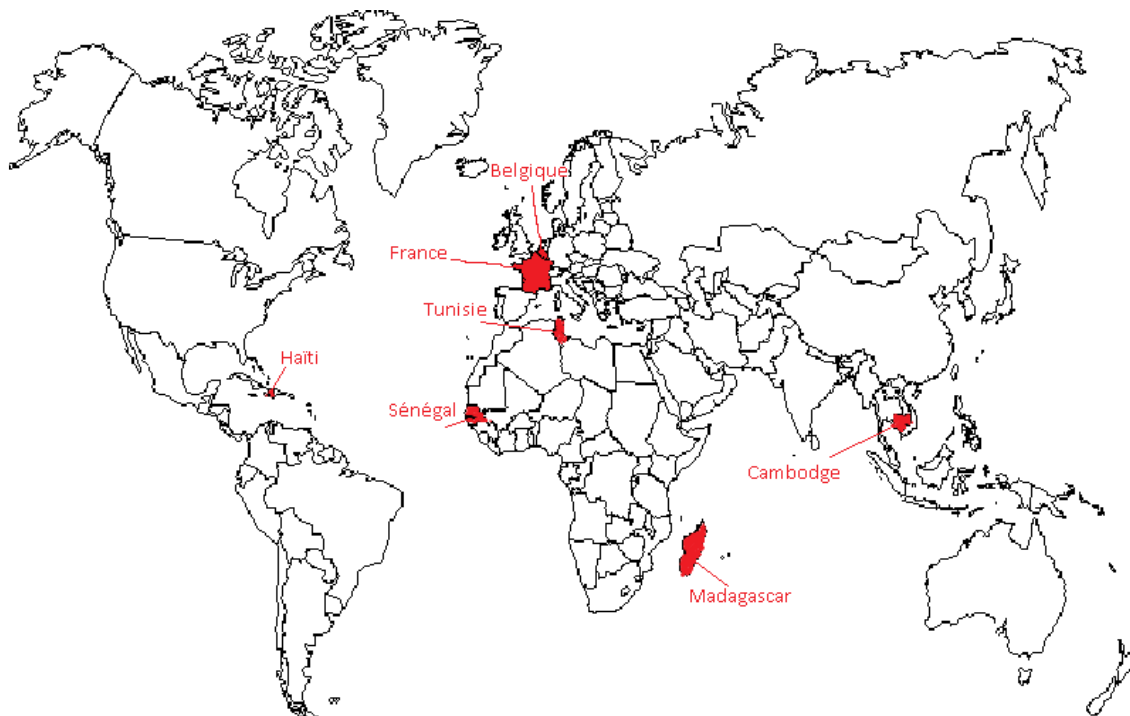 Belgique
France
Tunisie
Haïti
Sénégal
Cambodge
Madagascar